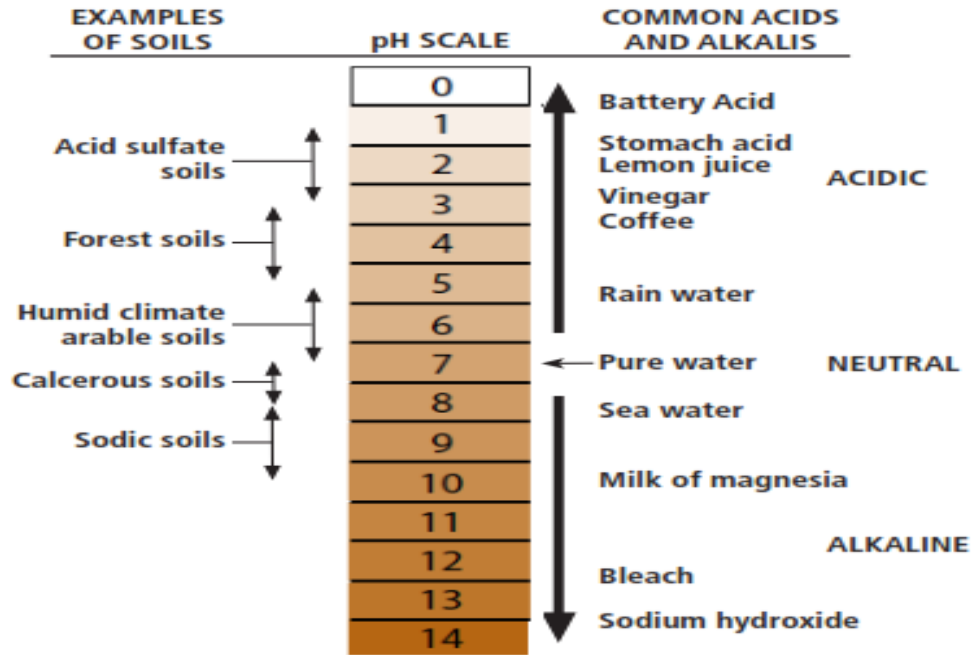 EXAMPLES
OF SOILS
pH SCALE
COMMON ACIDS
AND ALKALIS
0
1
2
3
4
5
6
7
8
9
10
11
12
13
14
Acid sulfate
soils
Forest soils
Humid climate
arable soils
Calcerous soils
Sodic soils
Battery Acid
Stomach acid
Lemon juice
Vinegar
Coffee
Rain water
Pure water
Sea water
Milk of magnesia
Bleach
Sodium hydroxide
ACIDIC
NEUTRAL
ALKALINE